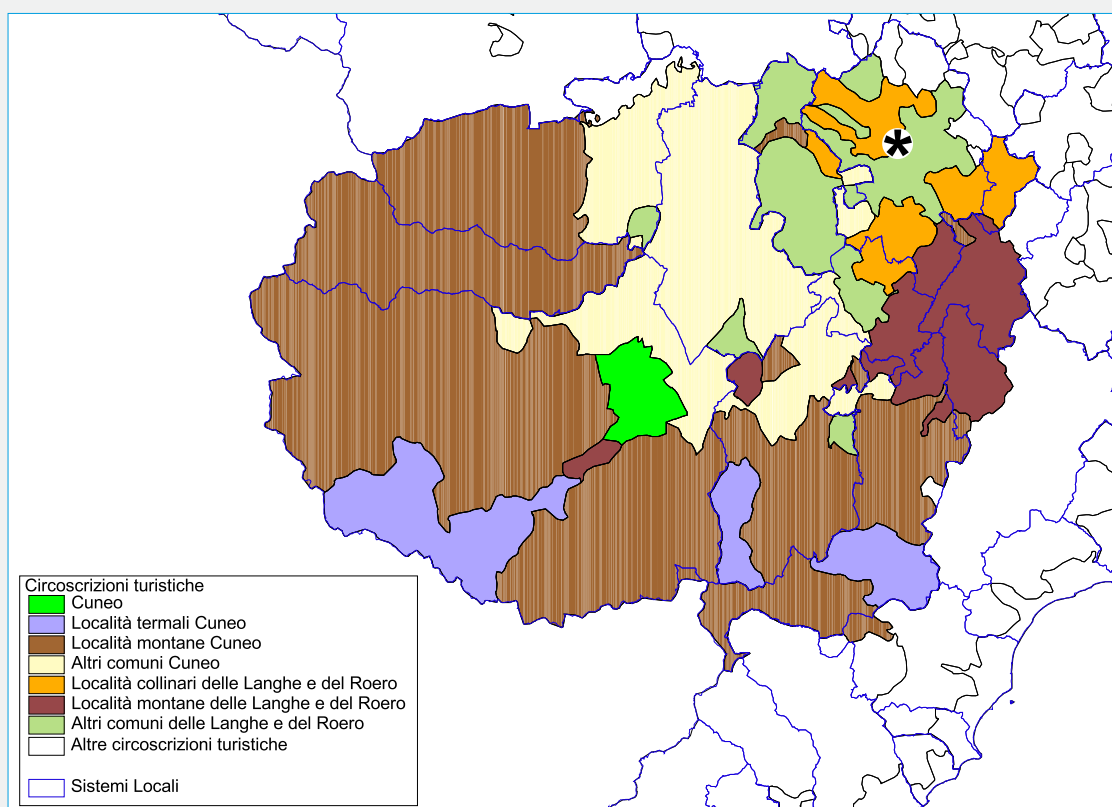 *
Circoscrizioni turistiche
Cuneo
Località termali Cuneo
Località montane Cuneo
Altri comuni Cuneo
Località collinari delle Langhe e del Roero
Località montane delle Langhe e del Roero
Altri comuni delle Langhe e del Roero
Altre circoscrizioni turistiche
Sistemi Locali